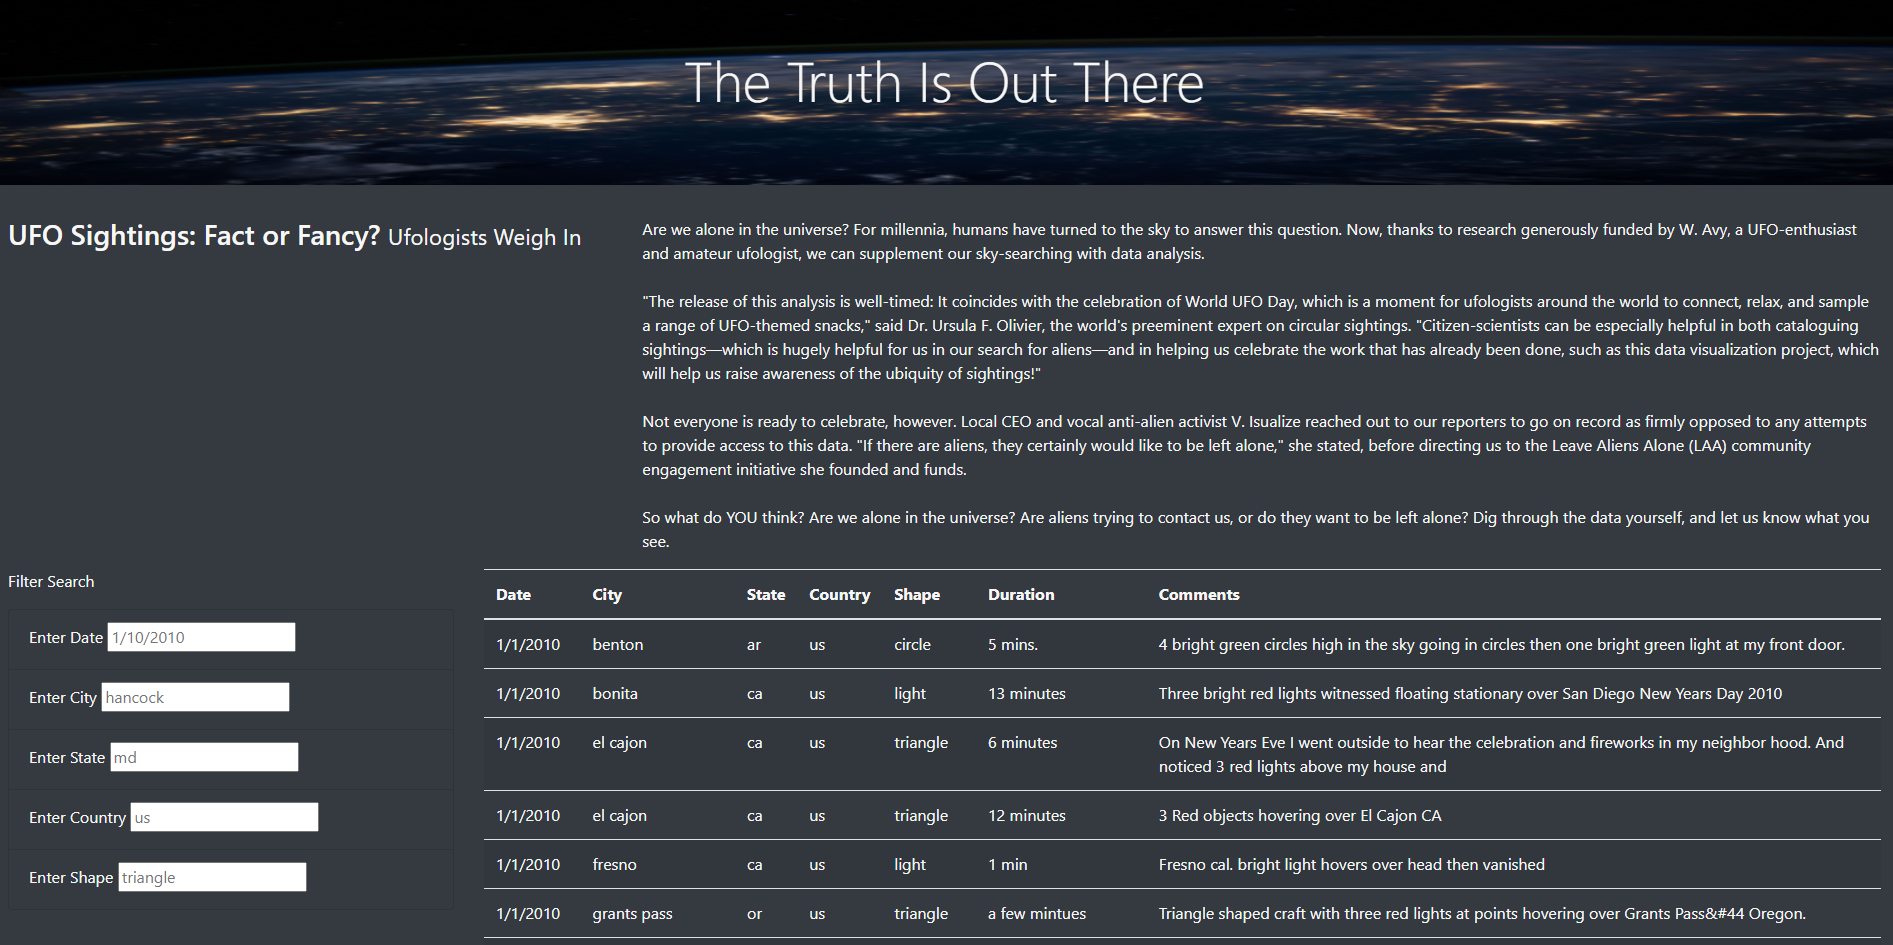 The Truth Is Out There
UFO Sightings: Fact or Fancy? Ufologists Weigh In
Are we alone in the universe? For millennia, humans have turned to the sky to answer this question. Now, thanks to research generously funded by W. Avy, a UFO-enthusiast
and amateur ufologist, we can supplement our sky-searching with data analysis.
"The release of this analysis is well-timed: It coincides with the celebration of World UFO Day, which is a moment for ufologists around the world to connect, relax, and sample
a range of UFO-themed snacks," said Dr. Ursula F. Olivier, the world's preeminent expert on circular sightings. "Citizen-scientists can be especially helpful in both cataloguing
sightings—which is hugely helpful for us in our search for aliens—and in helping us celebrate the work that has already been done, such as this data visualization project, which
will help us raise awareness of the ubiquity of sightings!"
Not everyone is ready to celebrate, however. Local CEO and vocal anti-alien activist V. Isualize reached out to our reporters to go on record as firmly opposed to any attempts
to provide access to this data. "If there are aliens, they certainly would like to be left alone," she stated, before directing us to the Leave Aliens Alone (LAA) community
engagement initiative she founded and funds.
So what do YOU think? Are we alone in the universe? Are aliens trying to contact us, or do they want to be left alone? Dig through the data yourself, and let us know what you
see.
Filter Search
Enter Date 1/10/2010
Enter City hancock
Enter State md
Enter Country us
Enter Shape triangle
Date City State Country Shape Duration Comments
1/1/2010 benton ar us circle 5 mins. 4 bright green circles high in the sky going in circles then one bright green light at my front door.
1/1/2010 bonita ca us light 13 minutes Three bright red lights witnessed floating stationary over San Diego New Years Day 2010
1/1/2010 el cajon ca us triangle 6 minutes On New Years Eve I went outside to hear the celebration and fireworks in my neighbor hood. And
noticed 3 red lights above my house and
1/1/2010 el cajon ca us triangle 12 minutes 3 Red objects hovering over El Cajon CA
1/1/2010 fresno ca us light 1 min Fresno cal. bright light hovers over head then vanished
1/1/2010 grants pass or us triangle a few mintues Triangle shaped craft with three red lights at points hovering over Grants Pass&#44 Oregon.